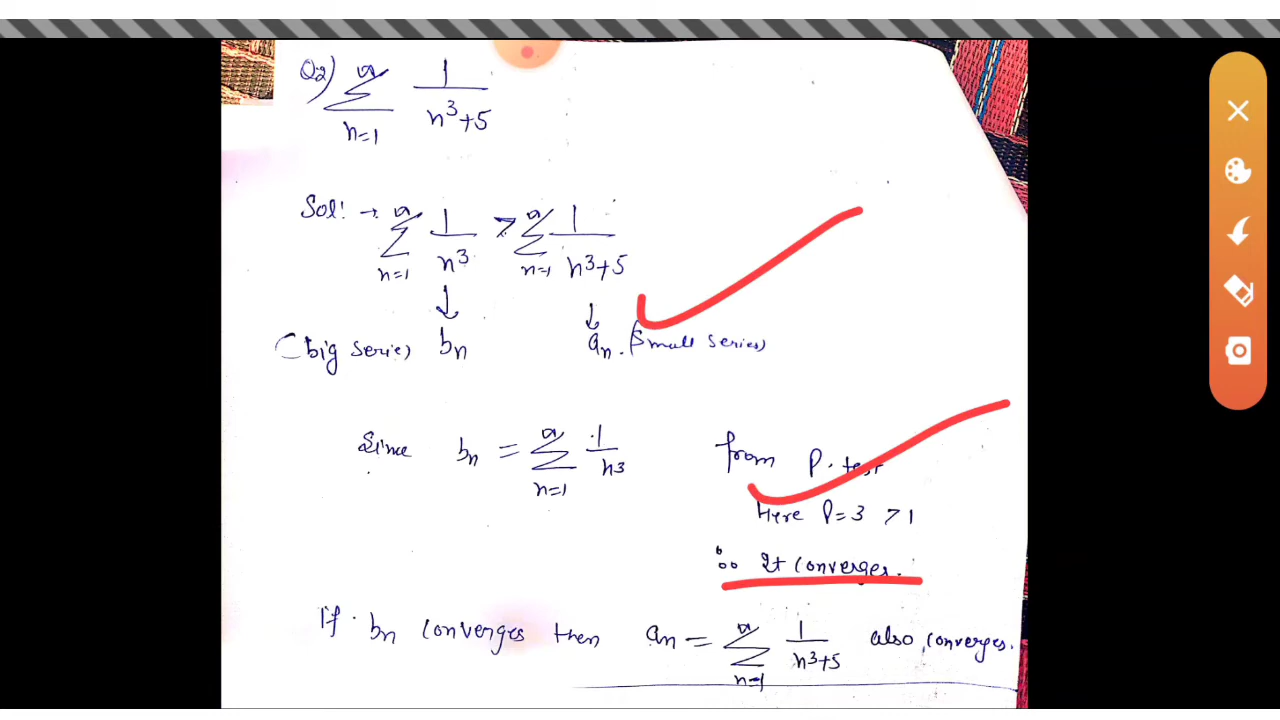 Q2) ∑ n=1 ∞ 1/(n³+5)
Sol! → ∑ n=1 ∞ 1/n³ > ∑ n=1 ∞ 1/(n³+5)
↓ ↓
(big series) bn an. (Small series)
Since bn = ∑ n=1 ∞ 1/n³ from P. test
Here P=3 >1
∴ It converges.
If bn converges then an = ∑ n=1 ∞ 1/(n³+5) also converges.